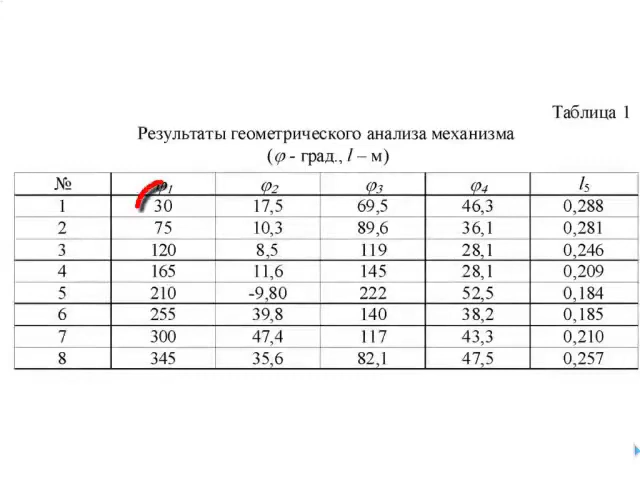 Таблица 1
Результаты геометрического анализа механизма
(φ - град., l – м)
№ φ1 φ2 φ3 φ4 l5
1 30 17,5 69,5 46,3 0,288
2 75 10,3 89,6 36,1 0,281
3 120 8,5 119 28,1 0,246
4 165 11,6 145 28,1 0,209
5 210 -9,80 222 52,5 0,184
6 255 39,8 140 38,2 0,185
7 300 47,4 117 43,3 0,210
8 345 35,6 82,1 47,5 0,257